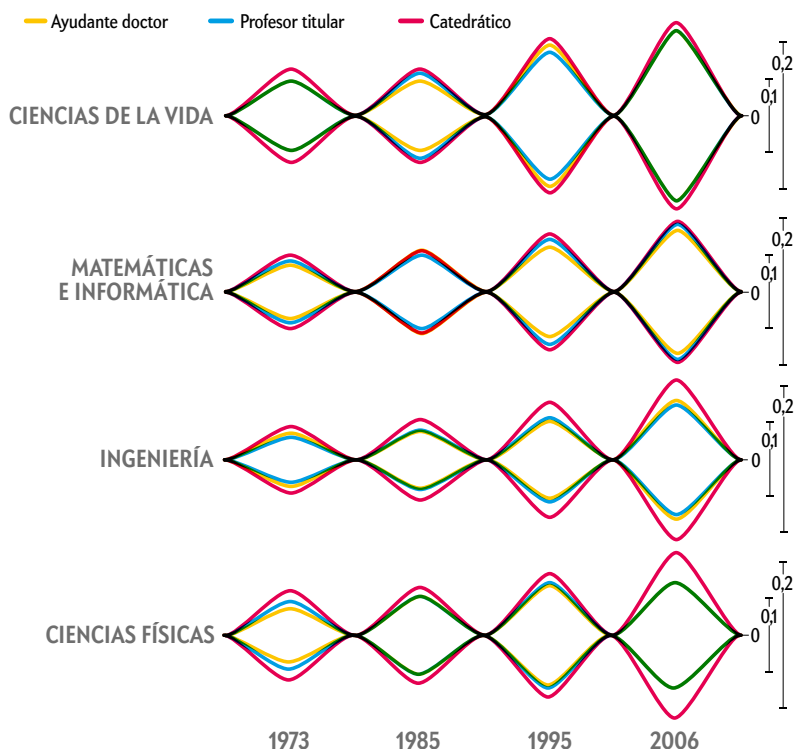 Ayudante doctor
Profesor titular
Catedrático
CIENCIAS DE LA VIDA
0,2
0,1
0
MATEMÁTICAS
E INFORMÁTICA
0,2
0,1
0
INGENIERÍA
0,2
0,1
0
CIENCIAS FÍSICAS
0,2
0,1
0
1973
1985
1995
2006